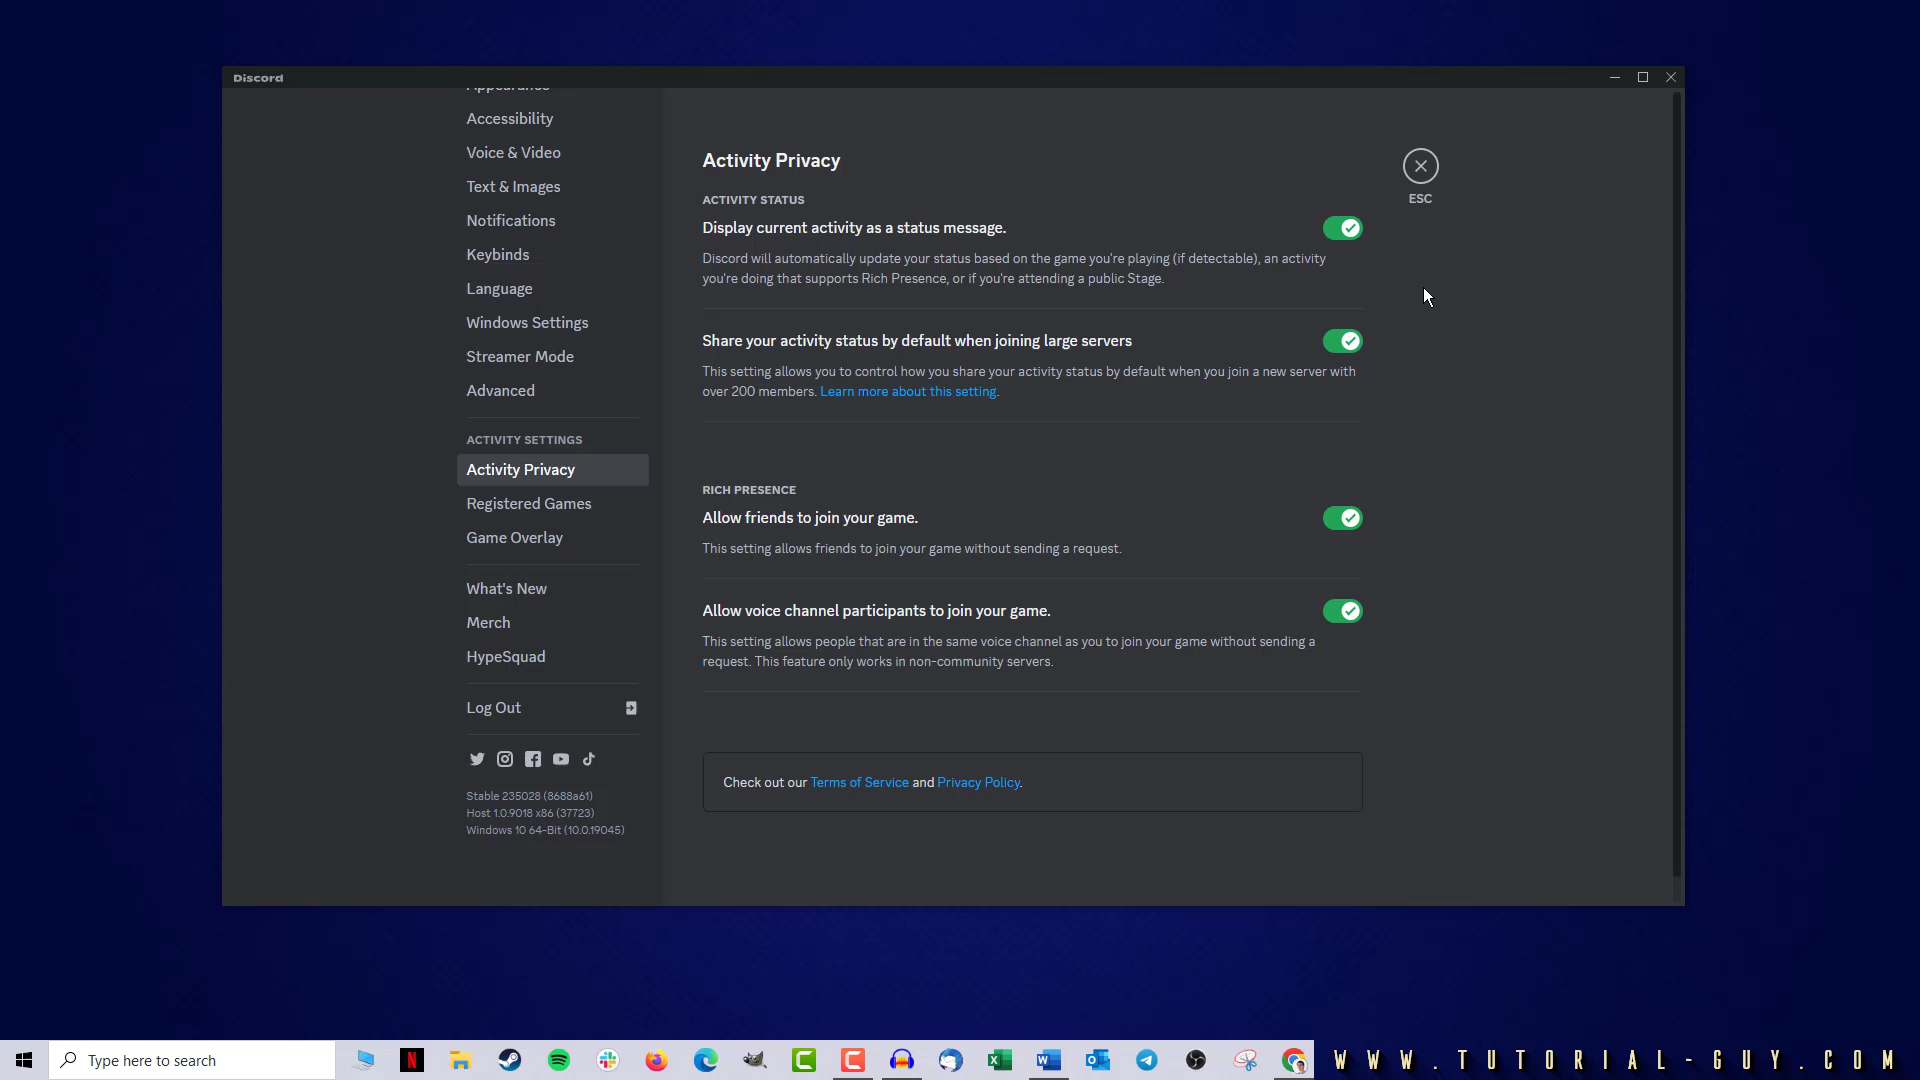 Discord
Appearance
Accessibility
Voice & Video
Text & Images
Notifications
Keybinds
Language
Windows Settings
Streamer Mode
Advanced
ACTIVITY SETTINGS
Activity Privacy
Registered Games
Game Overlay
What's New
Merch
HypeSquad
Log Out
Stable 235028 (8688a61)
Host 1.0.9018 x86 (37723)
Windows 10 64-Bit (10.0.19045)
Activity Privacy
ESC
ACTIVITY STATUS
Display current activity as a status message.
Discord will automatically update your status based on the game you're playing (if detectable), an activity
you're doing that supports Rich Presence, or if you're attending a public Stage.
Share your activity status by default when joining large servers
This setting allows you to control how you share your activity status by default when you join a new server with
over 200 members. Learn more about this setting.
RICH PRESENCE
Allow friends to join your game.
This setting allows friends to join your game without sending a request.
Allow voice channel participants to join your game.
This setting allows people that are in the same voice channel as you to join your game without sending a
request. This feature only works in non-community servers.
Check out our Terms of Service and Privacy Policy.
Type here to search
WWW.TUTORIAL-GUY.COM